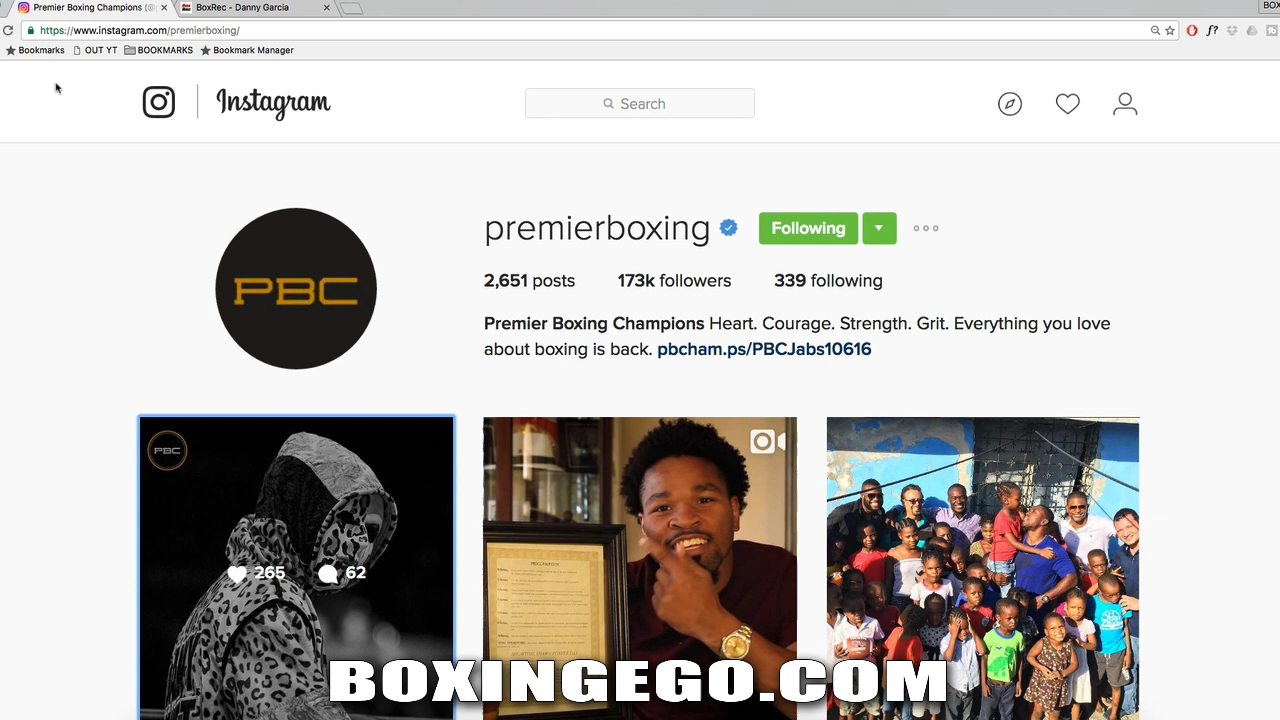 Premier Boxing Champions (@
BoxRec - Danny Garcia
BOX
https://www.instagram.com/premierboxing/
f?
Bookmarks
OUT YT
BOOKMARKS
Bookmark Manager
Instagram
Search
premierboxing
Following
2,651 posts
173k followers
339 following
Premier Boxing Champions Heart. Courage. Strength. Grit. Everything you love
about boxing is back. pbcham.ps/PBCJabs10616
PBC
PBC
265
62
BOXINGEGO.COM